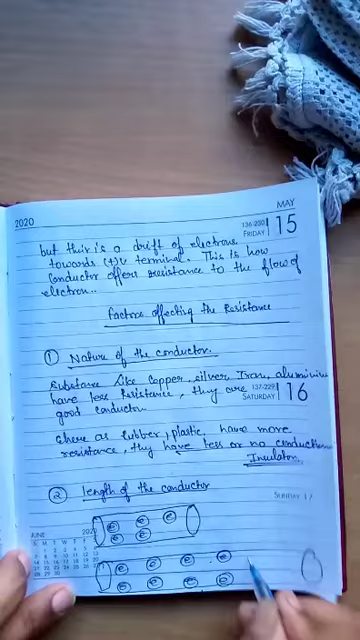 2020
MAY
136-230
FRIDAY
15
but their is a drift of electrons
towards (+)ve terminal. This is how
Conductor offers resistance to the flow of
electron..
Factors affecting the Resistance
① Nature of the conductor.
Substance like Copper, silver Iron, aluminium
have less Resistance, they are
137-229
SATURDAY
16
good conductor
where as rubber, plastic, have more
resistance, they have less or no conduction
Insulator
② length of the conductor
SUNDAY 17
JUNE
2020